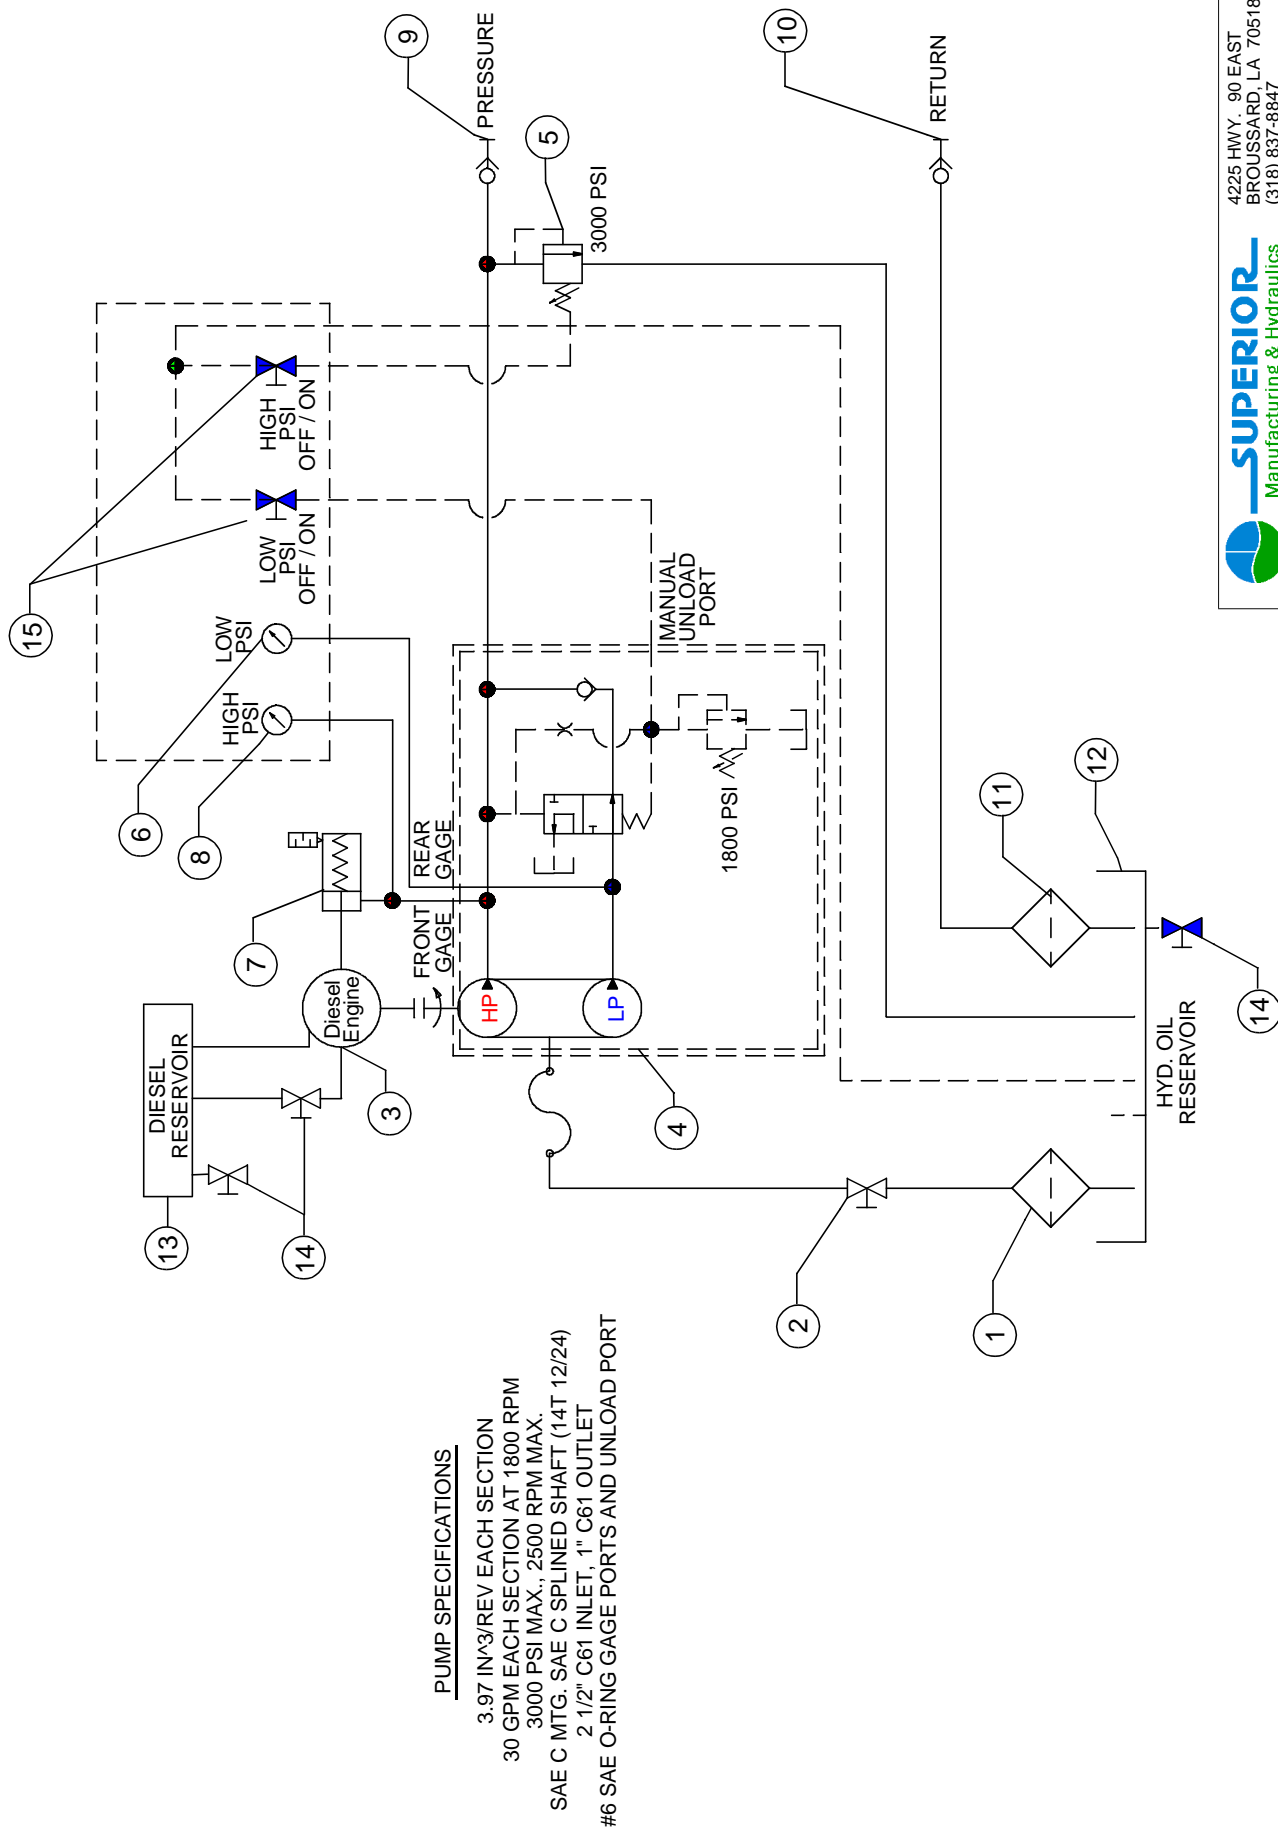 PUMP SPECIFICATIONS
3.97 IN^3/REV EACH SECTION
30 GPM EACH SECTION AT 1800 RPM
3000 PSI MAX., 2500 RPM MAX.
SAE C MTG. SAE C SPLINED SHAFT (14T 12/24)
2 1/2" C61 INLET, 1" C61 OUTLET
#6 SAE O-RING GAGE PORTS AND UNLOAD PORT
13
DIESEL
RESERVOIR
14
3
Diesel
Engine
7
8
6
HIGH
PSI
LOW
PSI
15
LOW
PSI
OFF / ON
HIGH
PSI
OFF / ON
FRONT
GAGE
REAR
GAGE
HP
LP
4
1800 PSI
MANUAL
UNLOAD
PORT
5
3000 PSI
9
PRESSURE
10
RETURN
2
1
HYD. OIL
RESERVOIR
14
11
12
SUPERIOR
Manufacturing & Hydraulics
4225 HWY. 90 EAST
BROUSSARD, LA 70518
(318) 837-8847